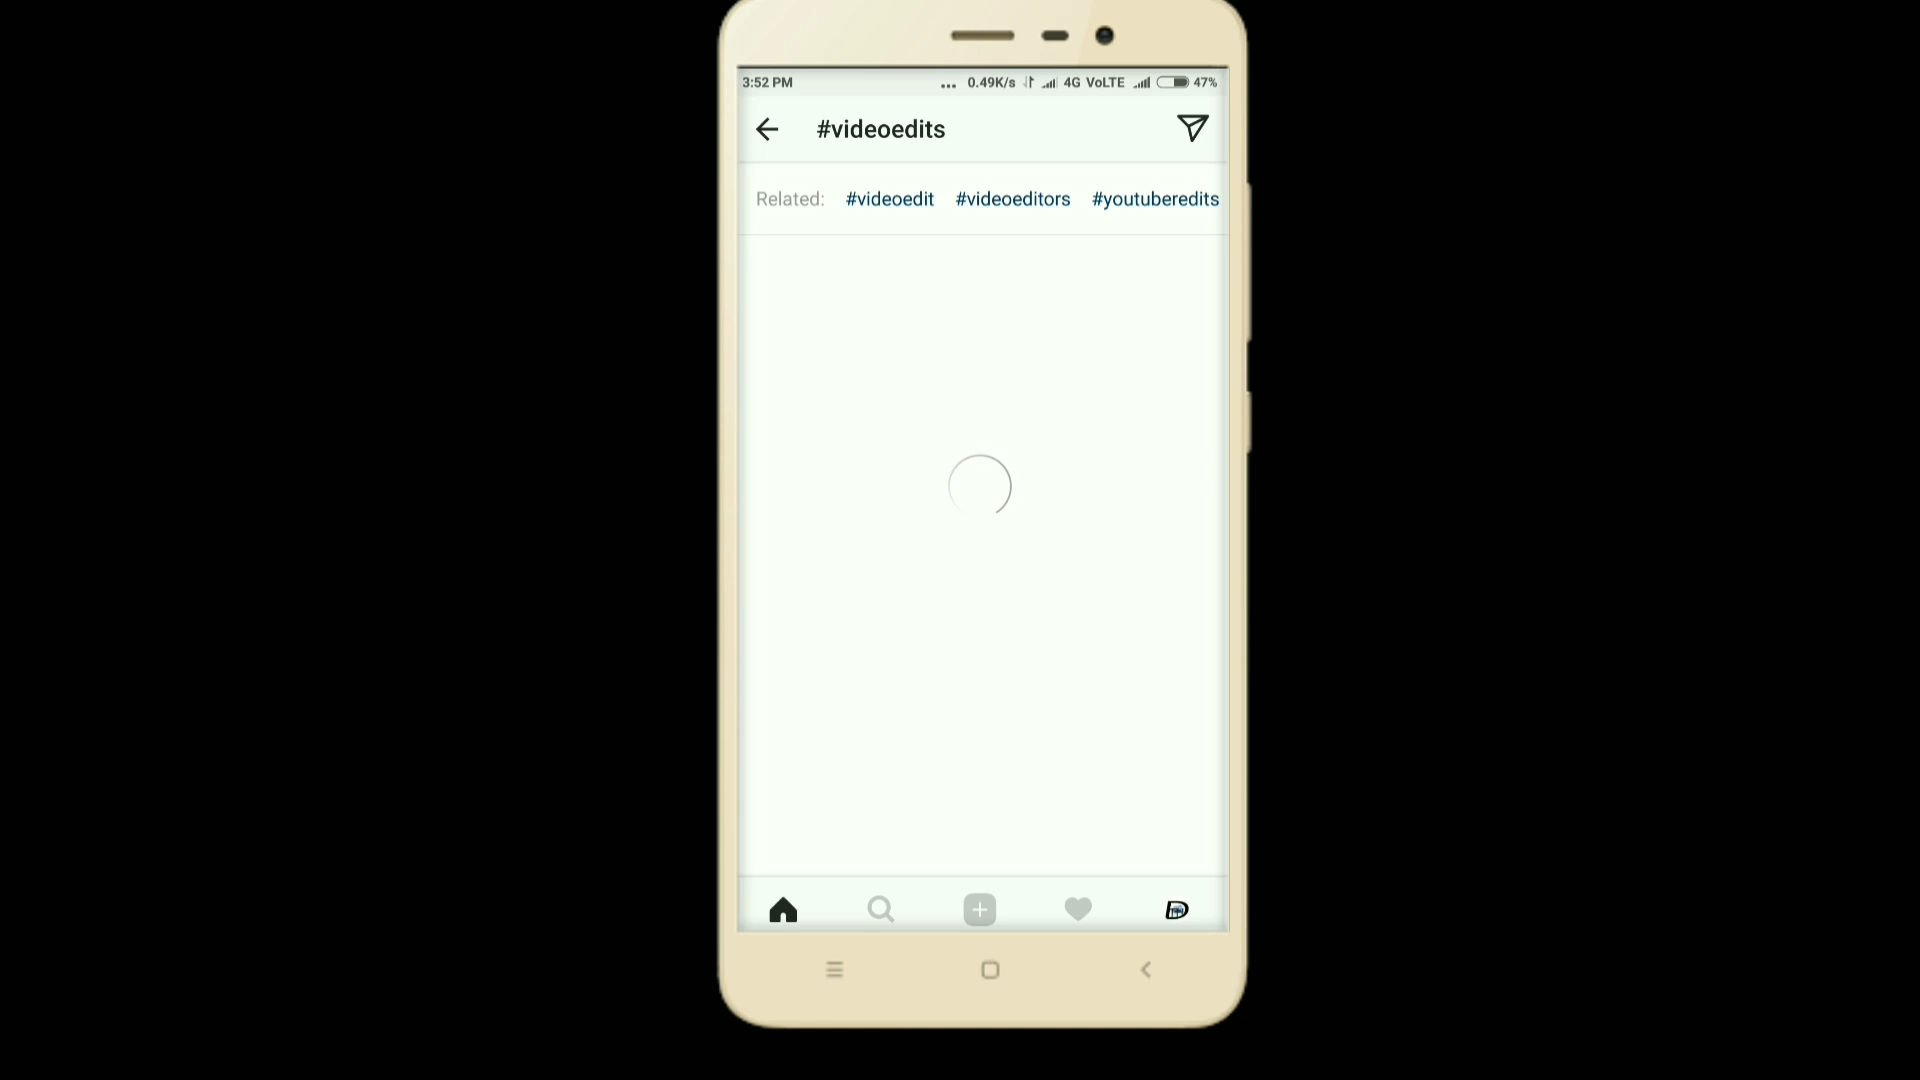 3:52 PM ... 0.49K/s 4G VoLTE 47%
#videoedits
Related: #videoedit #videoeditors #youtuberedits
D